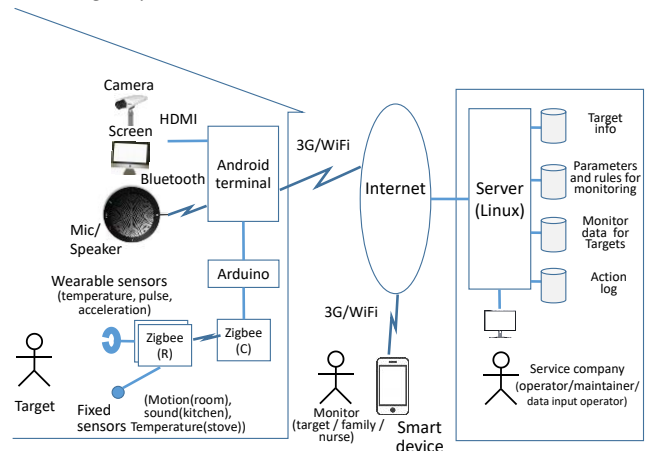 Camera
HDMI
Screen
Bluetooth
Mic/
Speaker
Android
terminal
3G/WiFi
Internet
Server
(Linux)
Target
info
Parameters
and rules for
monitoring
Monitor
data for
Targets
Action
log
Arduino
Wearable sensors
(temperature, pulse,
acceleration)
Zigbee
(R)
Zigbee
(C)
3G/WiFi
Target
Fixed
sensors
(Motion(room),
sound(kitchen),
Temperature(stove))
Monitor
(target / family /
nurse)
Smart
device
Service company
(operator/maintainer/
data input operator)